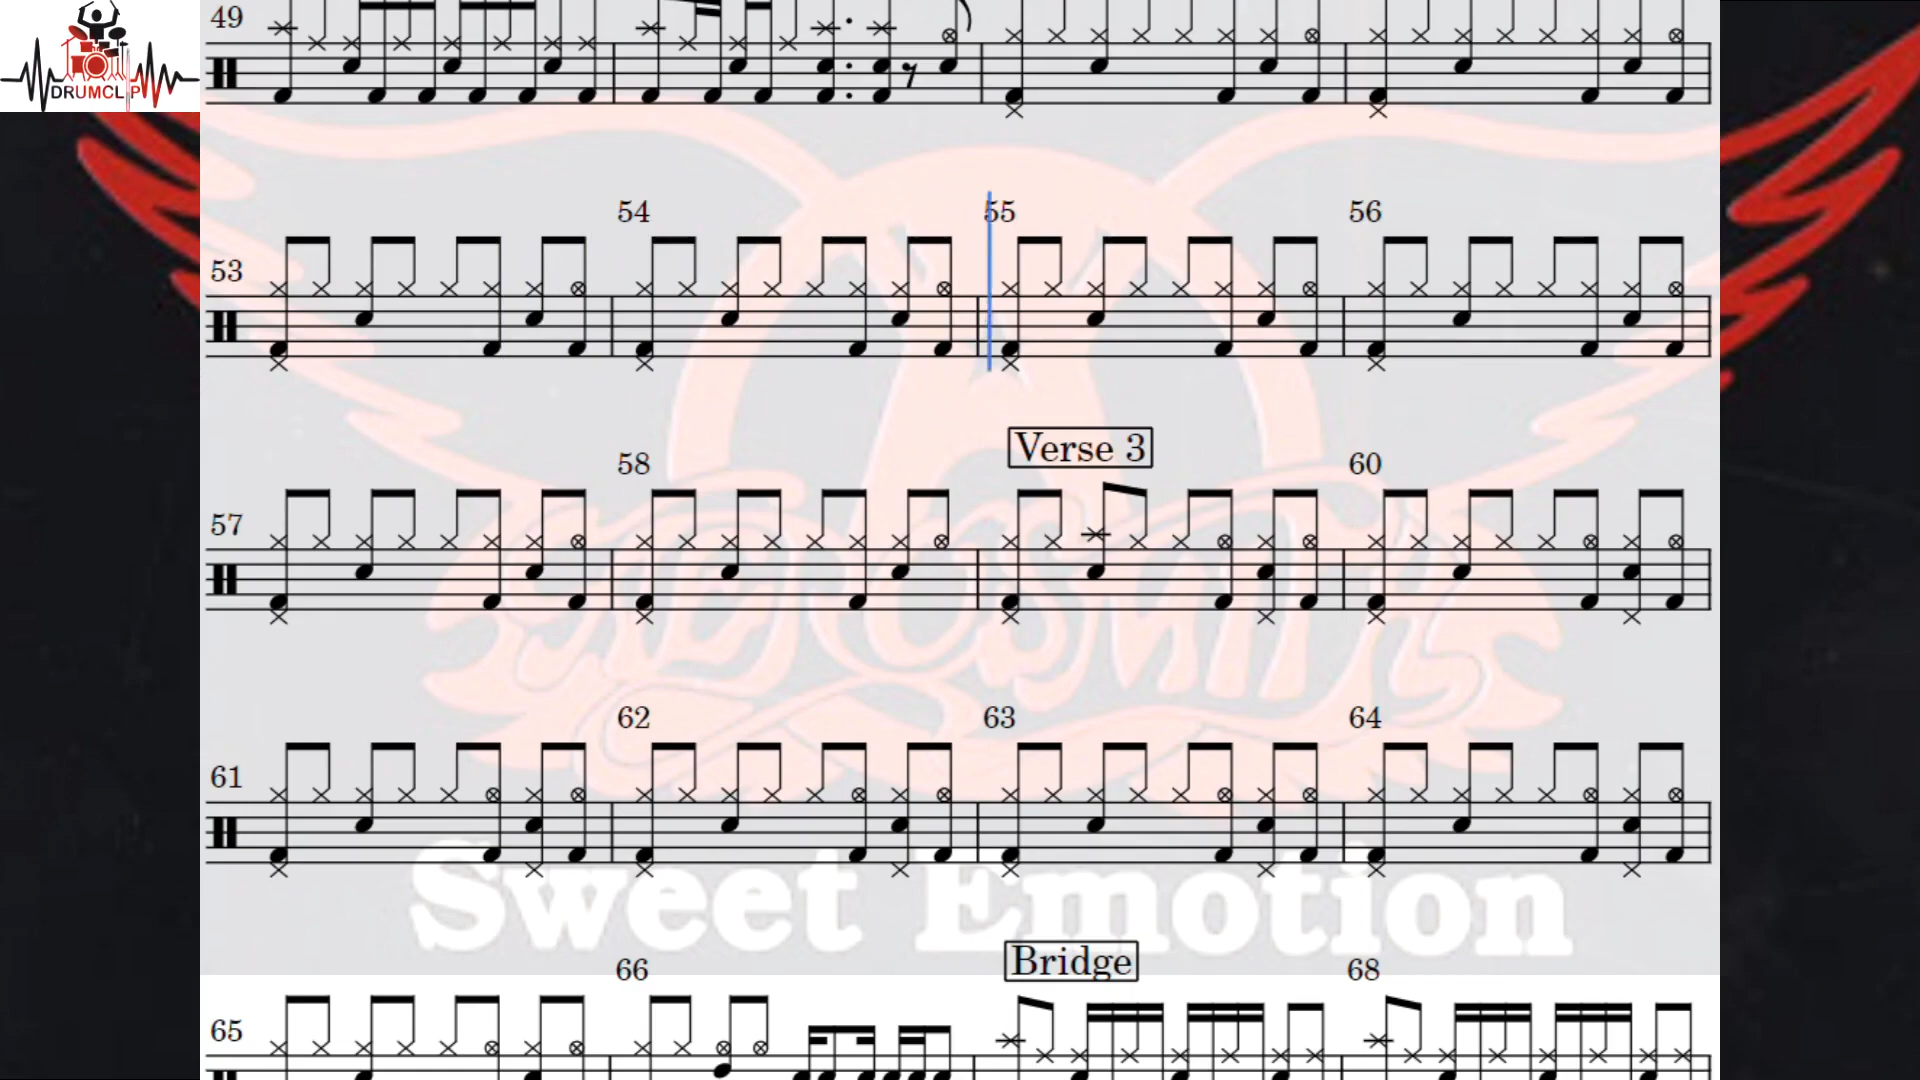 49
DRUMCLIP
54 55 56
53
Verse 3
58 60
57
62 63 64
61
Sweet Emotion
Bridge
66 68
65
AEROSMITH